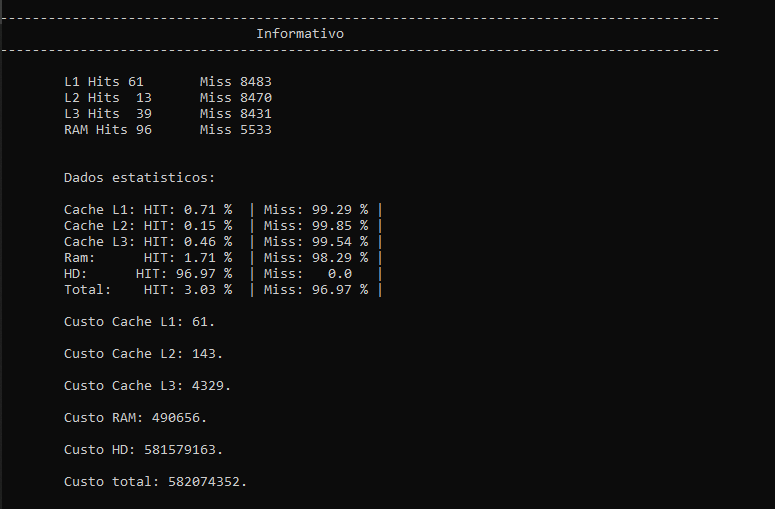 ------------------------------------------------------------------------------------------
Informativo
------------------------------------------------------------------------------------------
L1 Hits 61       Miss 8483
L2 Hits  13      Miss 8470
L3 Hits  39      Miss 8431
RAM Hits 96      Miss 5533
Dados estatisticos:
Cache L1: HIT: 0.71 %  | Miss: 99.29 % |
Cache L2: HIT: 0.15 %  | Miss: 99.85 % |
Cache L3: HIT: 0.46 %  | Miss: 99.54 % |
Ram:      HIT: 1.71 %  | Miss: 98.29 % |
HD:      HIT: 96.97 %  | Miss:   0.0   |
Total:    HIT: 3.03 %  | Miss: 96.97 % |
Custo Cache L1: 61.
Custo Cache L2: 143.
Custo Cache L3: 4329.
Custo RAM: 490656.
Custo HD: 581579163.
Custo total: 582074352.